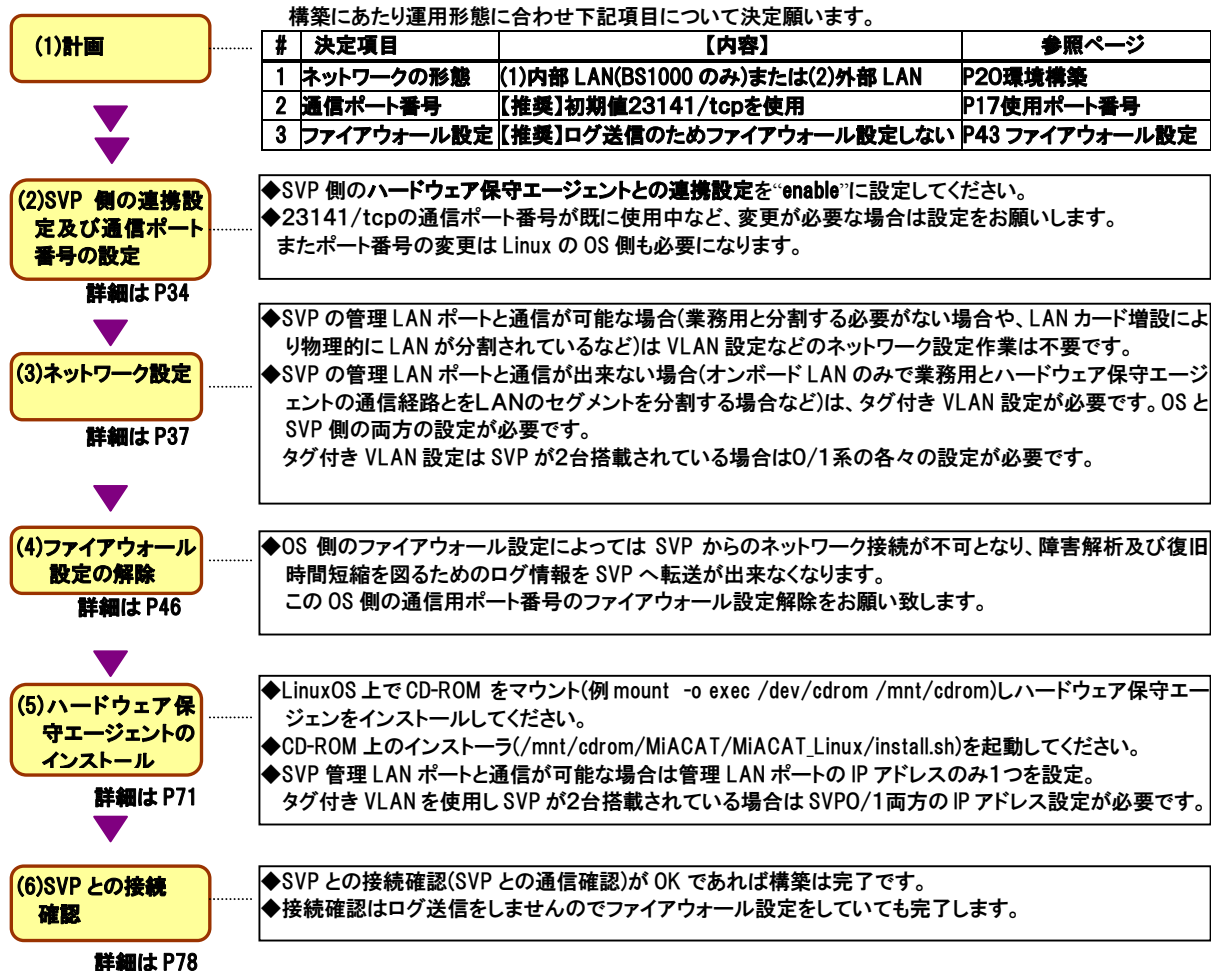 構築にあたり運用形態に合わせ下記項目について決定願います。
(1)計画
# 決定項目 【内容】 参照ページ
1 ネットワークの形態 (1)内部 LAN(BS1000 のみ)または(2)外部 LAN P20環境構築
2 通信ポート番号 【推奨】初期値23141/tcpを使用 P17使用ポート番号
3 ファイアウォール設定 【推奨】ログ送信のためファイアウォール設定しない P43 ファイアウォール設定
(2)SVP 側の連携設
定及び通信ポート
番号の設定
詳細は P34
◆SVP 側のハードウェア保守エージェントとの連携設定を“enable”に設定してください。
◆23141/tcpの通信ポート番号が既に使用中など、変更が必要な場合は設定をお願いします。
またポート番号の変更は Linux の OS 側も必要になります。
(3)ネットワーク設定
詳細は P37
◆SVP の管理 LAN ポートと通信が可能な場合(業務用と分割する必要がない場合や、LAN カード増設によ
り物理的に LAN が分割されているなど)は VLAN 設定などのネットワーク設定作業は不要です。
◆SVP の管理 LAN ポートと通信が出来ない場合(オンボード LAN のみで業務用とハードウェア保守エージ
ェントの通信経路とをLANのセグメントを分割する場合など)は、タグ付き VLAN 設定が必要です。OS と
SVP 側の両方の設定が必要です。
タグ付き VLAN 設定は SVP が2台搭載されている場合は0/1系の各々の設定が必要です。
(4)ファイアウォール
設定の解除
詳細は P46
◆OS 側のファイアウォール設定によっては SVP からのネットワーク接続が不可となり、障害解析及び復旧
時間短縮を図るためのログ情報を SVP へ転送が出来なくなります。
この OS 側の通信用ポート番号のファイアウォール設定解除をお願い致します。
(5)ハードウェア保
守エージェントの
インストール
詳細は P71
◆LinuxOS 上で CD-ROM をマウント(例 mount -o exec /dev/cdrom /mnt/cdrom)しハードウェア保守エー
ジェンをインストールしてください。
◆CD-ROM 上のインストーラ(/mnt/cdrom/MiACAT/MiACAT_Linux/install.sh)を起動してください。
◆SVP 管理 LAN ポートと通信が可能な場合は管理 LAN ポートの IP アドレスのみ1つを設定。
タグ付き VLAN を使用し SVP が2台搭載されている場合は SVP0/1両方の IP アドレス設定が必要です。
(6)SVP との接続
確認
詳細は P78
◆SVP との接続確認(SVP との通信確認)が OK であれば構築は完了です。
◆接続確認はログ送信をしませんのでファイアウォール設定をしていても完了します。